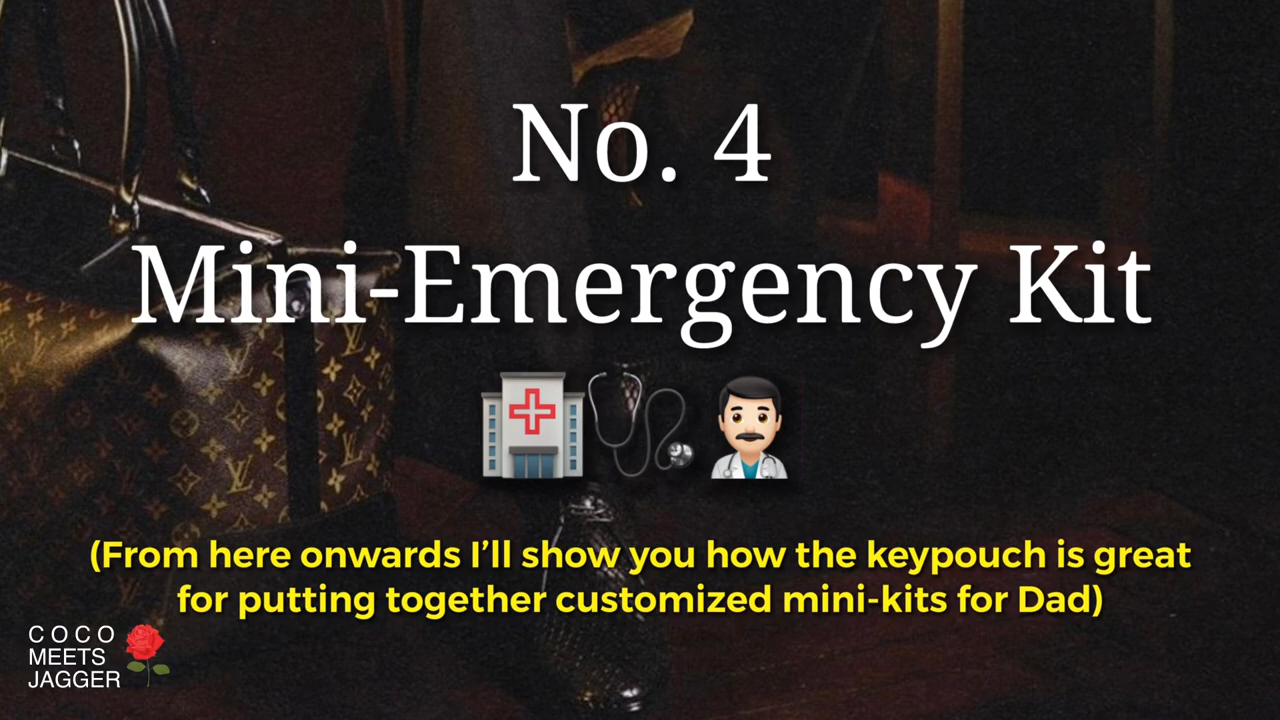 No. 4
Mini-Emergency Kit
(From here onwards I’ll show you how the keypouch is great
for putting together customized mini-kits for Dad)
COCO
MEETS
JAGGER